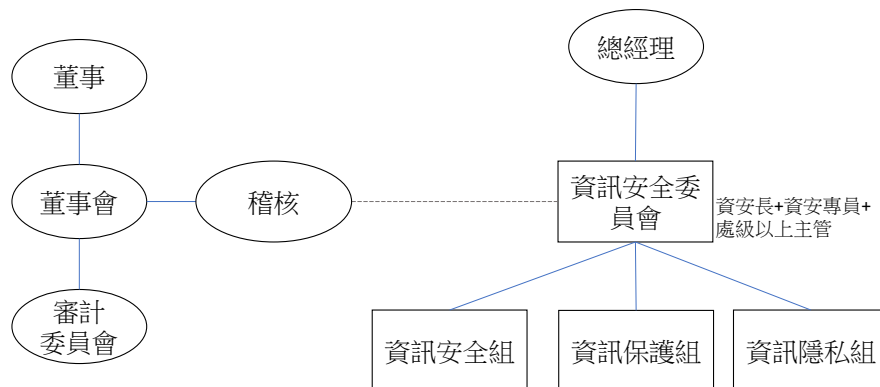 總經理
董事
董事會
稽核
資訊安全委
員會
資安長+資安專員+
處級以上主管
審計
委員會
資訊安全組
資訊保護組
資訊隱私組